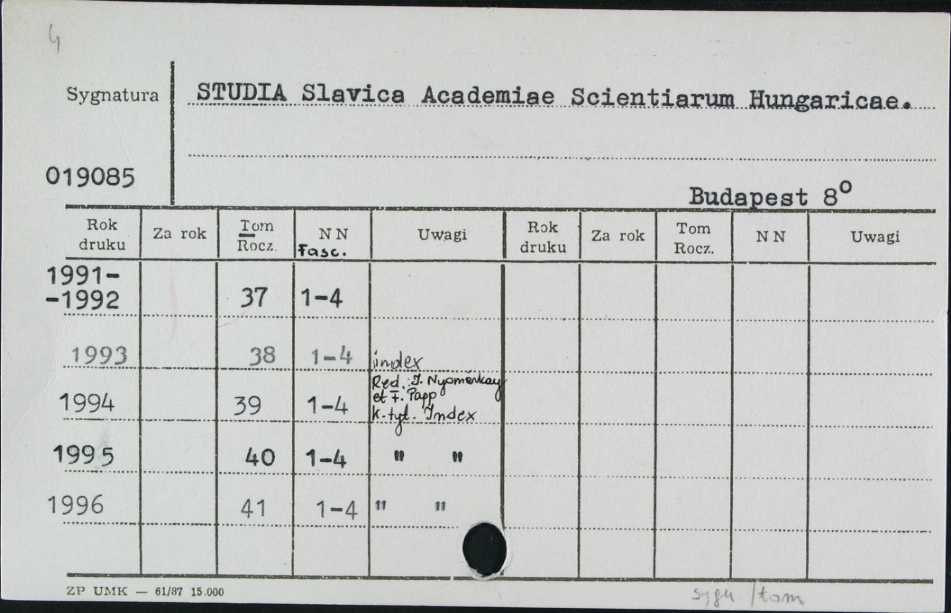 4
Sygnatura STUDIA Slavica Academiae Scientiarum Hungaricae.
019085
Budapest 8°
Rok druku Za rok Tom Rocz. NN Fasc. Uwagi Rok druku Za rok Tom Rocz. NN Uwagi
1991-
-1992 37 1-4
1993 38 1-4 index
1994 39 1-4 Red. J. Nyomárkay
et F. Papp
k. tyt. Index
1995 40 1-4 " "
1996 41 1-4 " "
ZP UMK — 61/87 15.000
sygn /tom